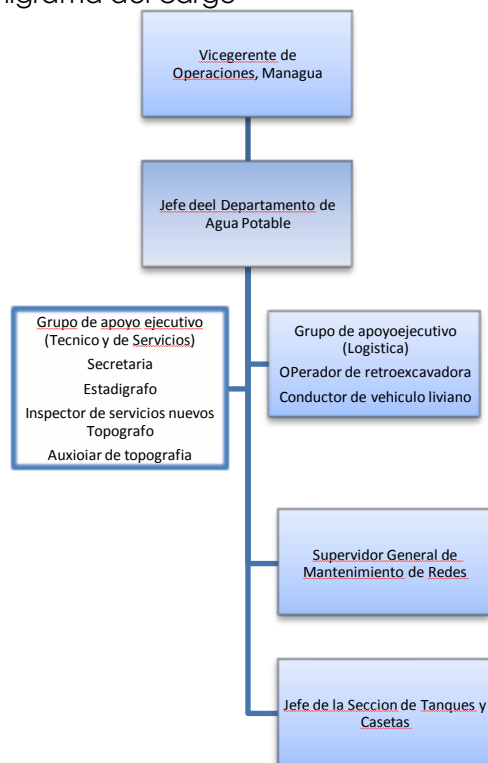 nigrama del cargo
Vicegerente de
Operaciones, Managua
Jefe deel Departamento de
Agua Potable
Grupo de apoyo ejecutivo
(Tecnico y de Servicios)
Secretaria
Estadigrafo
Inspector de servicios nuevos
Topografo
Auxioiar de topografia
Grupo de apoyoejecutivo
(Logistica)
OPerador de retroexcavadora
Conductor de vehiculo liviano
Supervidor General de
Mantenimiento de Redes
Jefe de la Seccion de Tanques y
Casetas